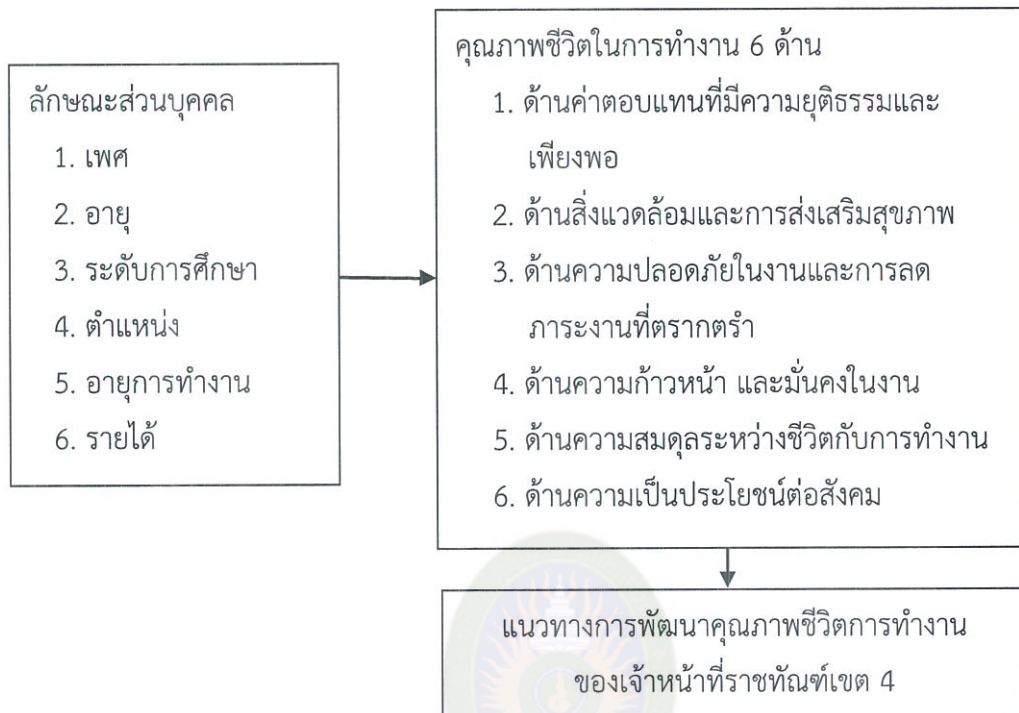 ลักษณะส่วนบุคคล
1. เพศ
2. อายุ
3. ระดับการศึกษา
4. ตำแหน่ง
5. อายุการทำงาน
6. รายได้
คุณภาพชีวิตในการทำงาน 6 ด้าน
1. ด้านค่าตอบแทนที่มีความยุติธรรมและ
เพียงพอ
2. ด้านสิ่งแวดล้อมและการส่งเสริมสุขภาพ
3. ด้านความปลอดภัยในงานและการลด
ภาระงานที่ตรากตรำ
4. ด้านความก้าวหน้า และมั่นคงในงาน
5. ด้านความสมดุลระหว่างชีวิตกับการทำงาน
6. ด้านความเป็นประโยชน์ต่อสังคม
แนวทางการพัฒนาคุณภาพชีวิตการทำงาน
ของเจ้าหน้าที่ราชทัณฑ์เขต 4